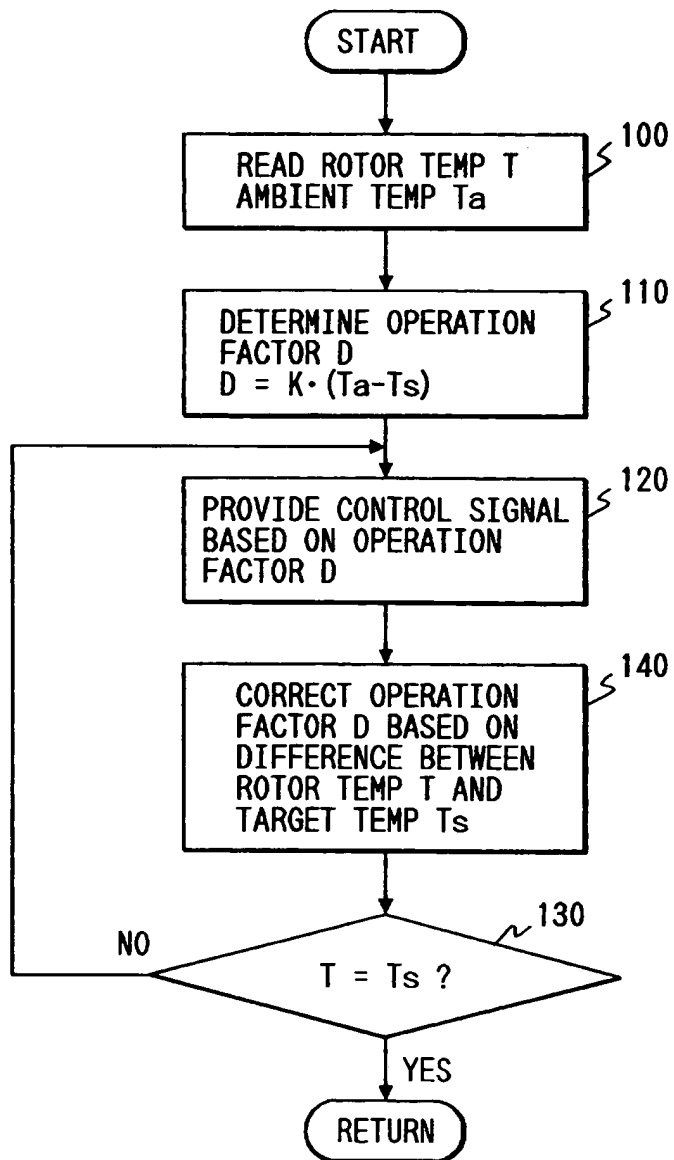 START
100
READ ROTOR TEMP T
AMBIENT TEMP Ta
110
DETERMINE OPERATION
FACTOR D
D = K·(Ta-Ts)
120
PROVIDE CONTROL SIGNAL
BASED ON OPERATION
FACTOR D
140
CORRECT OPERATION
FACTOR D BASED ON
DIFFERENCE BETWEEN
ROTOR TEMP T AND
TARGET TEMP Ts
130
NO
T = Ts ?
YES
RETURN